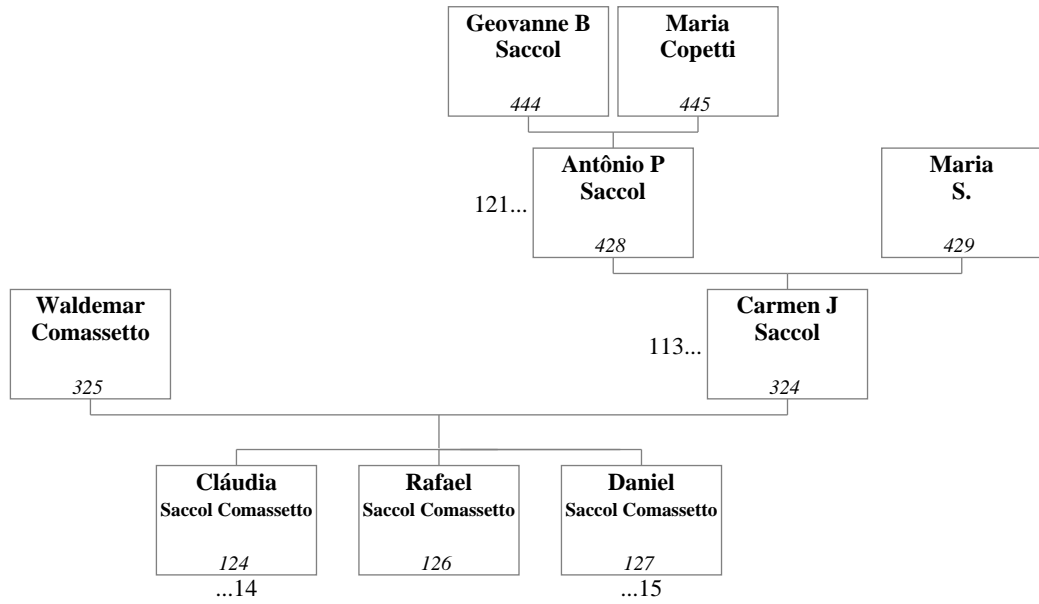 Geovanne B
Saccol
444
Maria
Copetti
445
121...
Antônio P
Saccol
428
Maria
S.
429
Waldemar
Comassetto
325
113...
Carmen J
Saccol
324
Cláudia
Saccol Comassetto
124
...14
Rafael
Saccol Comassetto
126
Daniel
Saccol Comassetto
127
...15